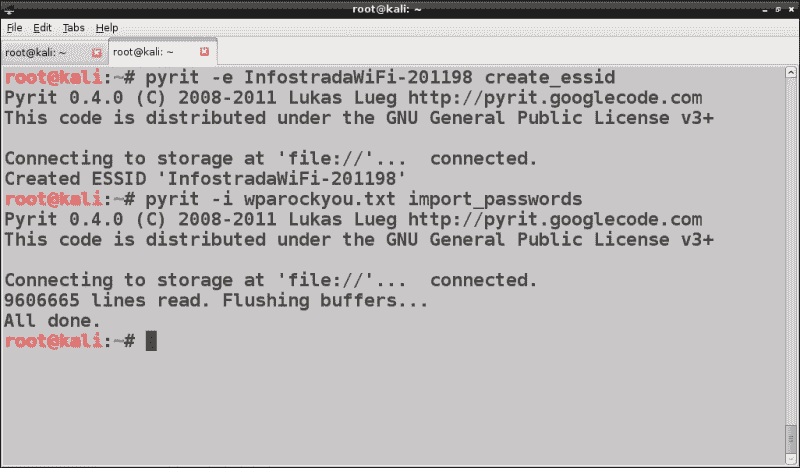 root@kali: ~
File Edit Tabs Help
root@kali: ~ root@kali: ~
root@kali:~# pyrit -e InfostradaWiFi-201198 create_essid
Pyrit 0.4.0 (C) 2008-2011 Lukas Lueg http://pyrit.googlecode.com
This code is distributed under the GNU General Public License v3+
Connecting to storage at 'file://'...  connected.
Created ESSID 'InfostradaWiFi-201198'
root@kali:~# pyrit -i wparockyou.txt import_passwords
Pyrit 0.4.0 (C) 2008-2011 Lukas Lueg http://pyrit.googlecode.com
This code is distributed under the GNU General Public License v3+
Connecting to storage at 'file://'...  connected.
9606665 lines read. Flushing buffers...
All done.
root@kali:~#